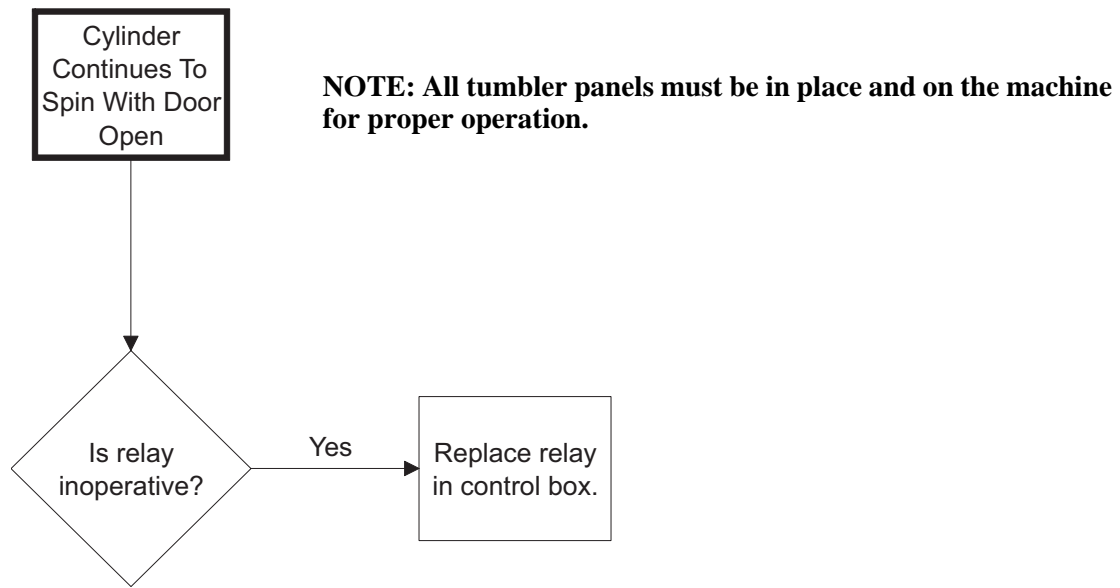 Cylinder
Continues To
Spin With Door
Open
NOTE: All tumbler panels must be in place and on the machine
for proper operation.
Is relay
inoperative?
Yes
Replace relay
in control box.